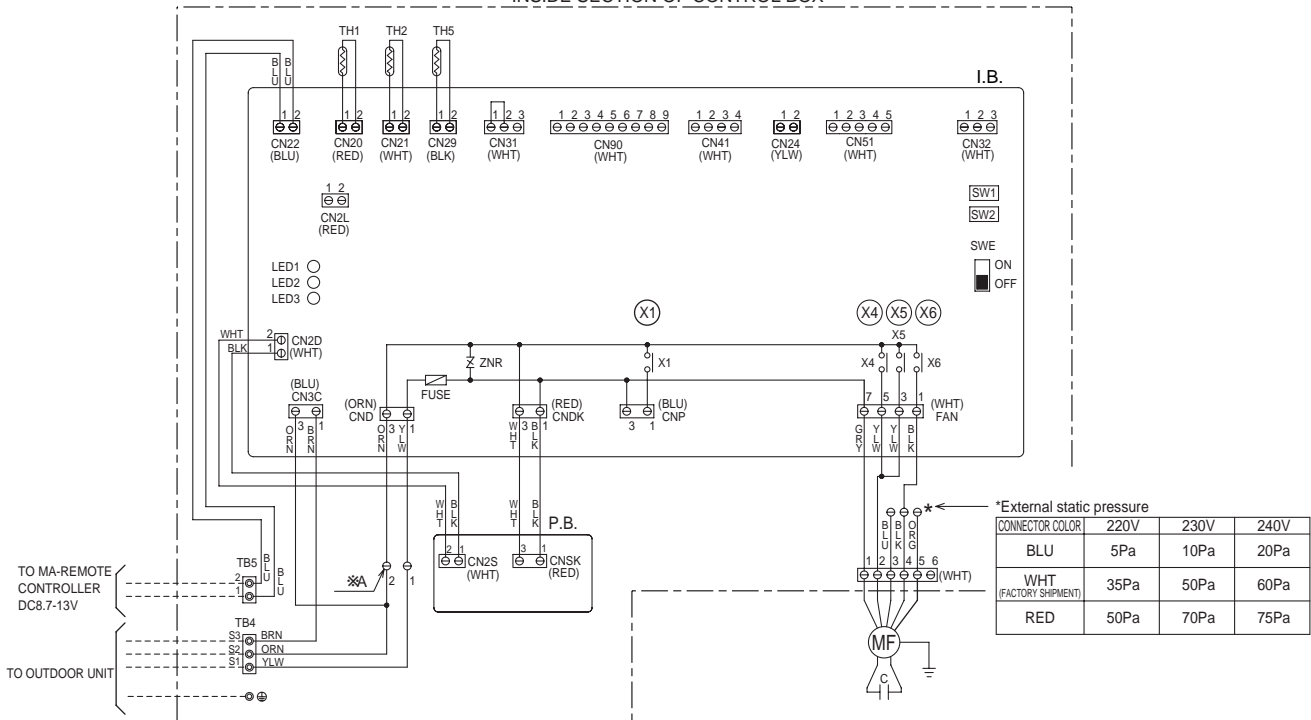 INSIDE SECTION OF CONTROL BOX
TH1 TH2 TH5
BLU BLU
I.B.
1 2 1 2 1 2 1 2 1 2 3 1 2 3 4 5 6 7 8 9 1 2 3 4 1 2 1 2 3 4 5 1 2 3
CN22 (BLU)
CN20 (RED)
CN21 (WHT)
CN29 (BLK)
CN31 (WHT)
CN90 (WHT)
CN41 (WHT)
CN24 (YLW)
CN51 (WHT)
CN32 (WHT)
1 2
CN2L
(RED)
SW1
SW2
SWE
ON
OFF
LED1
LED2
LED3
X1 X4 X5 X6
X5
WHT 2 CN2D
BLK 1 (WHT)
ZNR X1 X4 X6
FUSE
(BLU)
CN3C
3 1
ORN BRN
(ORN)
CND
3 1
ORN YLW
(RED)
CNDK
3 1
WHT BLK
(BLU)
CNP
3 1
7 5 3 1
(WHT)
FAN
GRY YLW YLW BLK
WHT BLK WHT BLK
P.B.
2 1 CN2S (WHT)
3 1 CNSK (RED)
※A 2 1
BLU BLK ORG
*
1 2 3 4 5 6 (WHT)
MF
C
TO MA-REMOTE
CONTROLLER
DC8.7-13V
TB5
2 BLU
1 BLU
TB4
S3 BRN
S2 ORN
S1 YLW
TO OUTDOOR UNIT
*External static pressure
CONNECTOR COLOR 220V 230V 240V
BLU 5Pa 10Pa 20Pa
WHT (FACTORY SHIPMENT) 35Pa 50Pa 60Pa
RED 50Pa 70Pa 75Pa